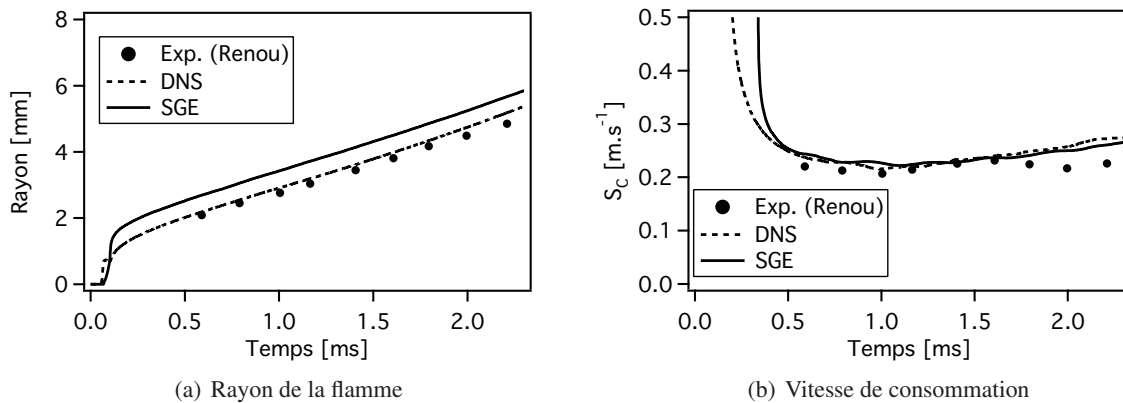 8
6
4
2
0
Rayon [mm]
Exp. (Renou)
DNS
SGE
0.0 0.5 1.0 1.5 2.0
Temps [ms]
(a) Rayon de la flamme
0.5
0.4
0.3
0.2
0.1
0.0
S_C [m.s⁻¹]
Exp. (Renou)
DNS
SGE
0.0 0.5 1.0 1.5 2.0
Temps [ms]
(b) Vitesse de consommation